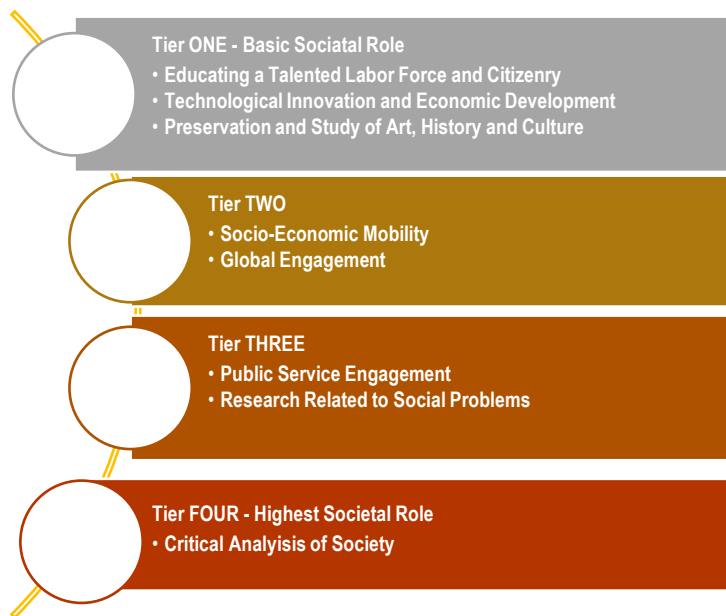 Tier ONE - Basic Sociatal Role
• Educating a Talented Labor Force and Citizenry
• Technological Innovation and Economic Development
• Preservation and Study of Art, History and Culture
Tier TWO
• Socio-Economic Mobility
• Global Engagement
Tier THREE
• Public Service Engagement
• Research Related to Social Problems
Tier FOUR - Highest Societal Role
• Critical Analyisis of Society